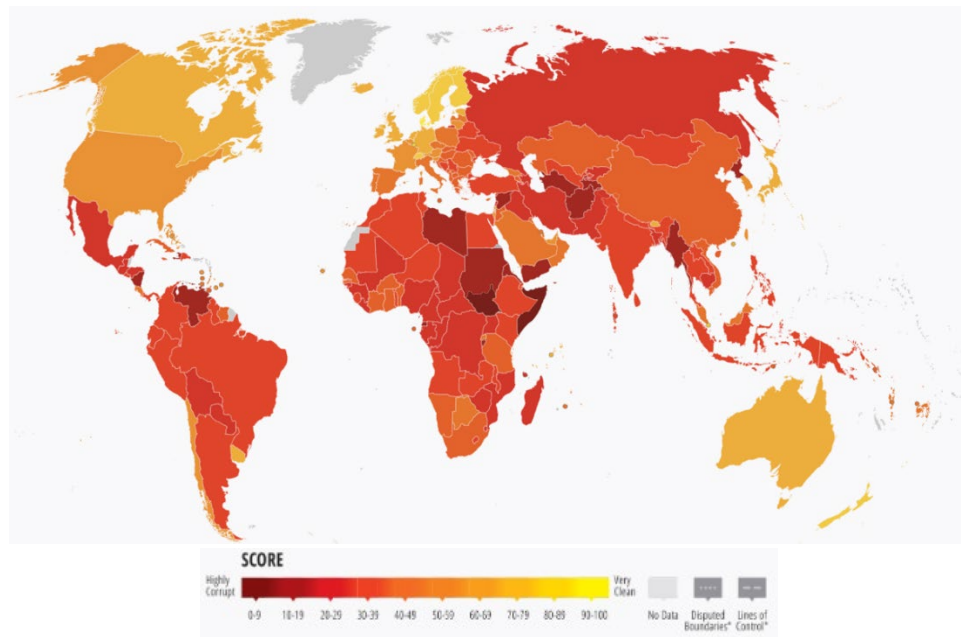 SCORE
Highly
Corrupt
0-9
10-19
20-29
30-39
40-49
50-59
60-69
70-79
80-89
90-100
Very
Clean
No Data
Disputed
Boundaries*
Lines of
Control*